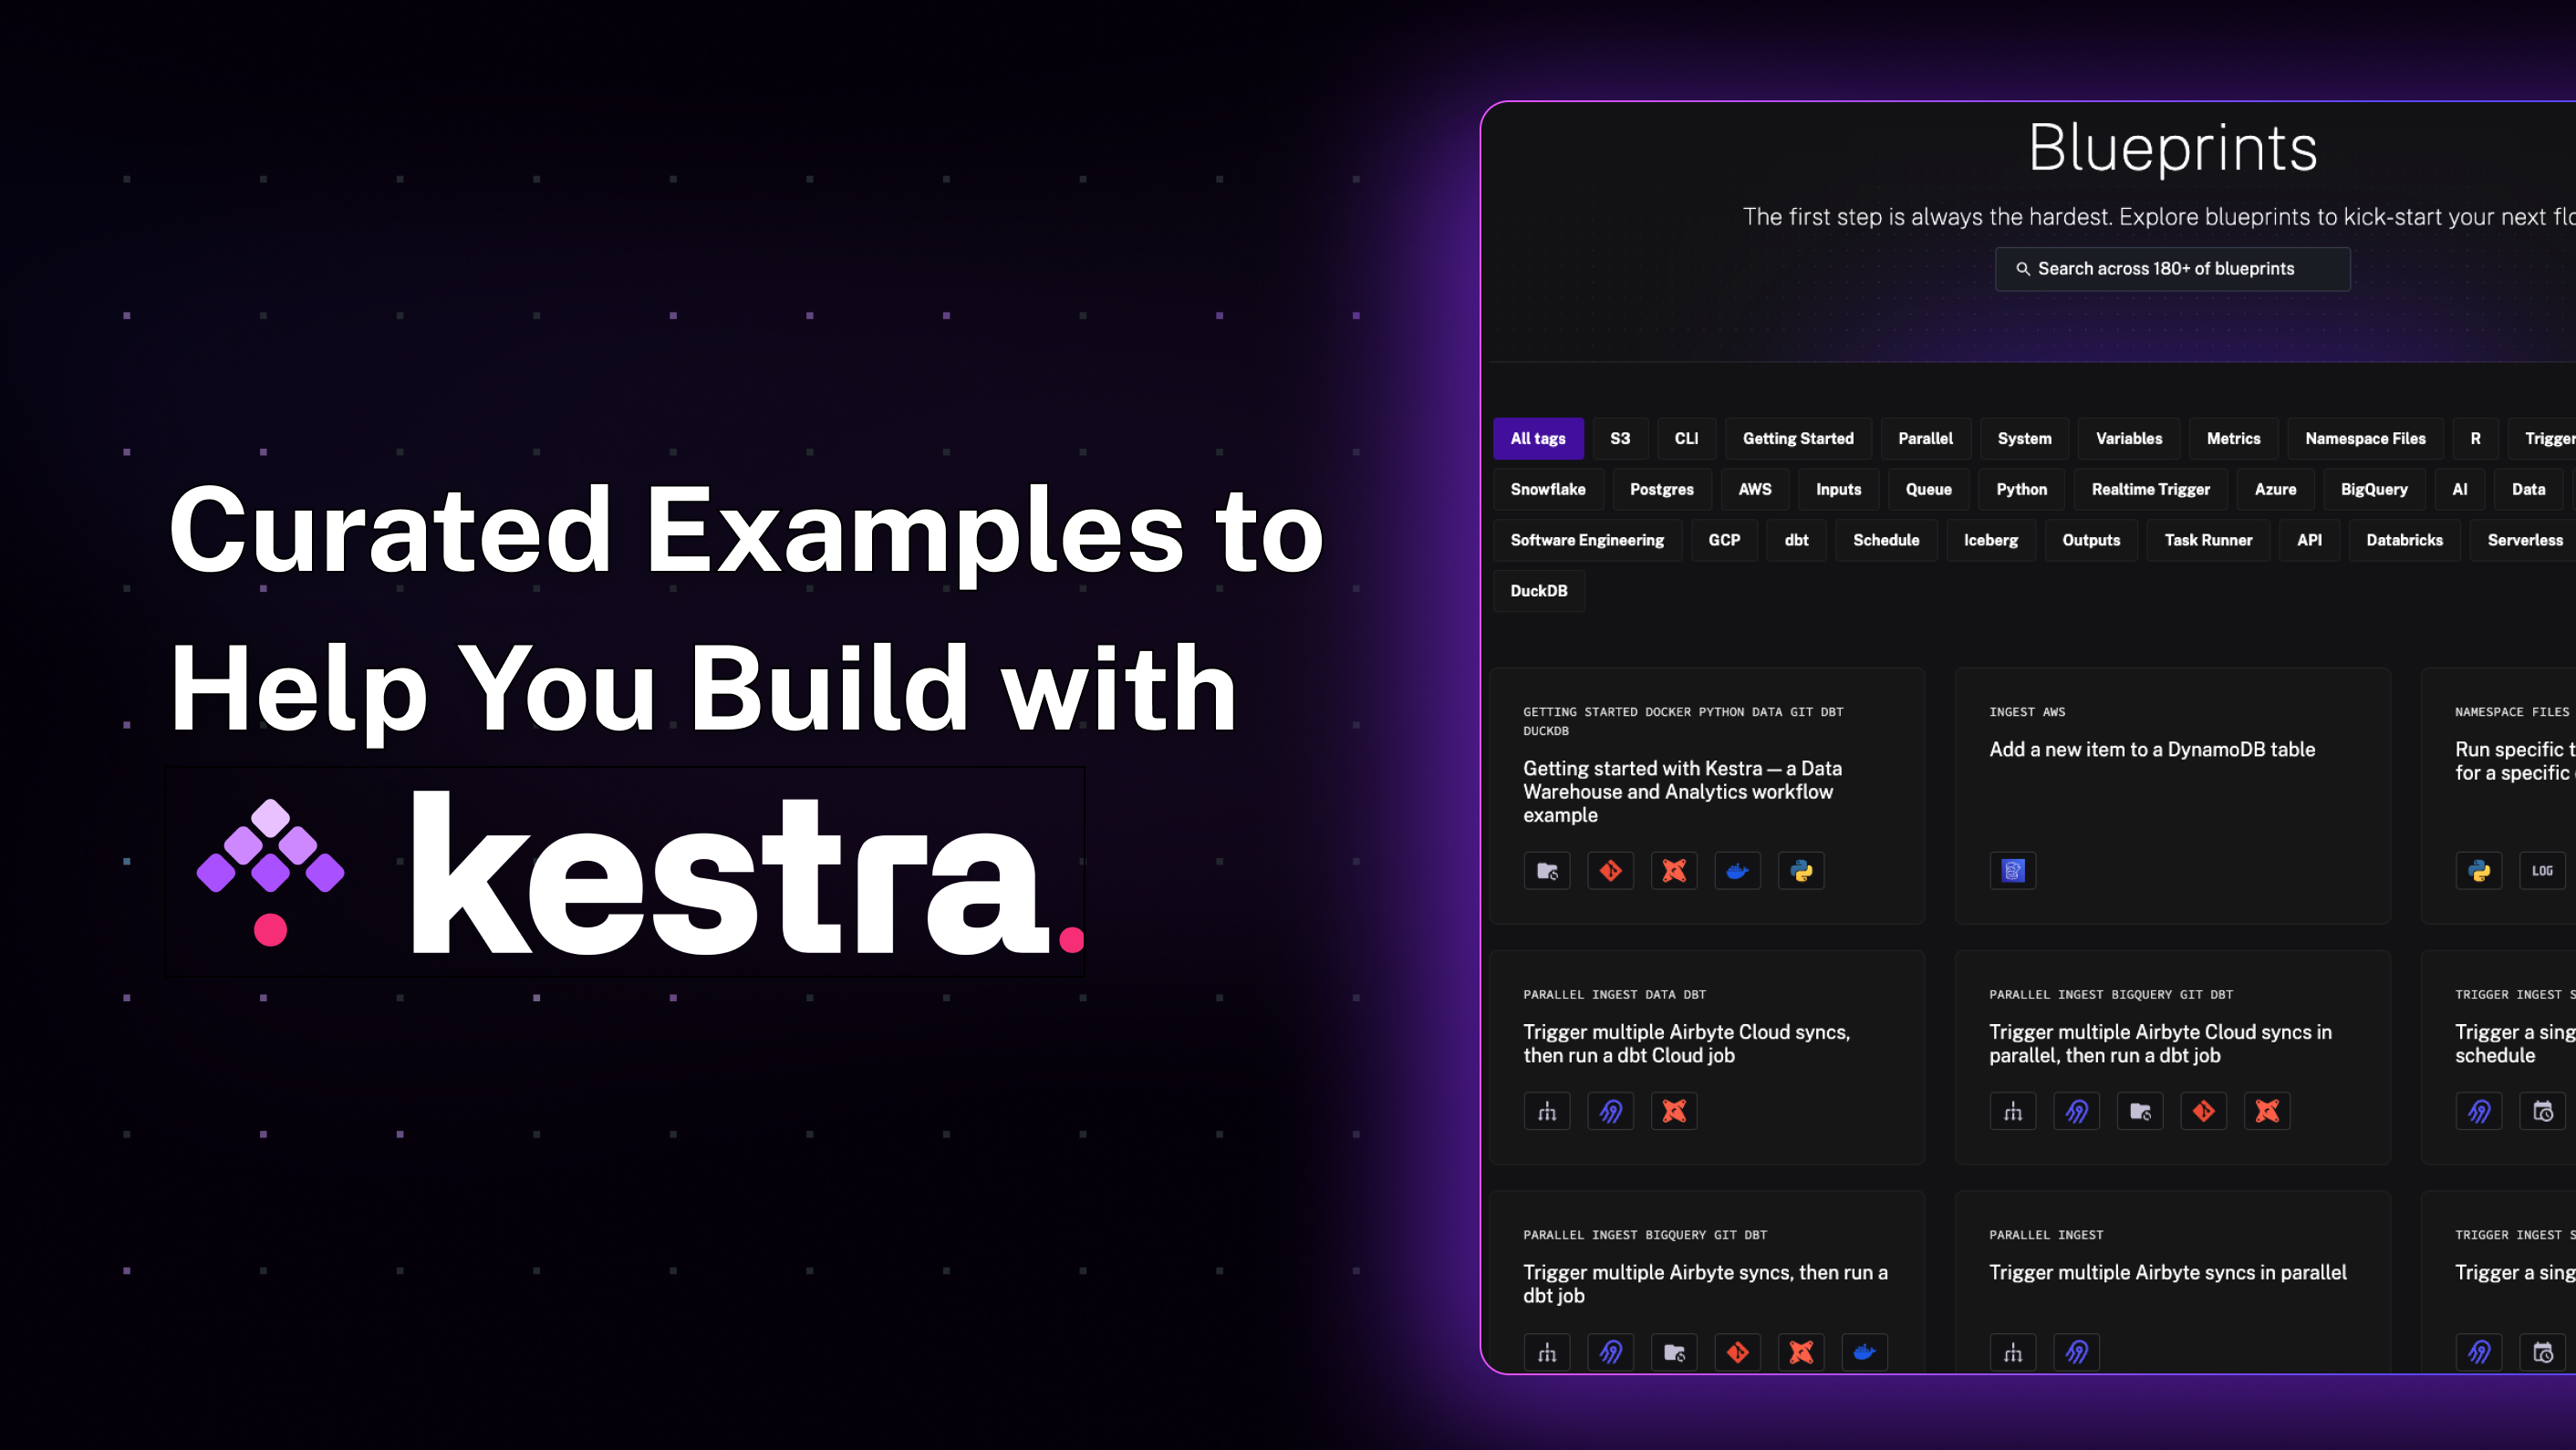 Curated Examples to
Help You Build with
kestra.
Blueprints
The first step is always the hardest. Explore blueprints to kick-start your next
Search across 180+ of blueprints
All tags S3 CLI Getting Started Parallel System Variables Metrics Namespace Files R Trigger
Snowflake Postgres AWS Inputs Queue Python Realtime Trigger Azure BigQuery AI Data
Software Engineering GCP dbt Schedule Iceberg Outputs Task Runner API Databricks Serverless
DuckDB
GETTING STARTED DOCKER PYTHON DATA GIT DBT
DUCKDB
Getting started with Kestra — a Data
Warehouse and Analytics workflow
example
INGEST AWS
Add a new item to a DynamoDB table
NAMESPACE FILES
Run specific
for a specific
LOG
PARALLEL INGEST DATA DBT
Trigger multiple Airbyte Cloud syncs,
then run a dbt Cloud job
PARALLEL INGEST BIGQUERY GIT DBT
Trigger multiple Airbyte Cloud syncs in
parallel, then run a dbt job
TRIGGER INGEST
Trigger a
schedule
PARALLEL INGEST BIGQUERY GIT DBT
Trigger multiple Airbyte syncs, then run a
dbt job
PARALLEL INGEST
Trigger multiple Airbyte syncs in parallel
TRIGGER INGEST
Trigger a